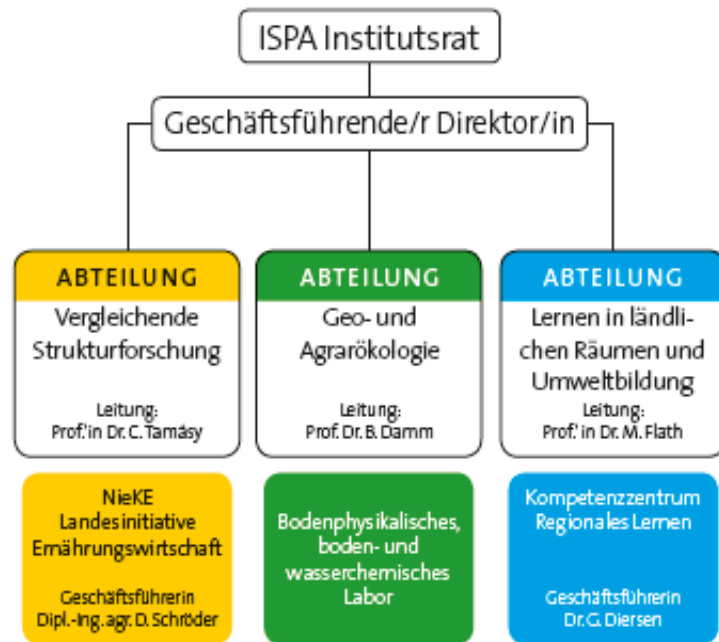 ISPA Institutsrat
Geschäftsführende/r Direktor/in
ABTEILUNG
Vergleichende
Strukturforschung
Leitung:
Prof.'in Dr. C. Tamásy
ABTEILUNG
Geo- und
Agrarökologie
Leitung:
Prof. Dr. B. Damm
ABTEILUNG
Lernen in ländli-
chen Räumen und
Umweltbildung
Leitung:
Prof.'in Dr. M. Flath
NieKE
Landesinitiative
Ernährungswirtschaft
Geschäftsführerin
Dipl.-Ing. agr. D. Schröder
Bodenphysikalisches,
boden- und
wasserchemisches
Labor
Kompetenzzentrum
Regionales Lernen
Geschäftsführerin
Dr. G. Diersen